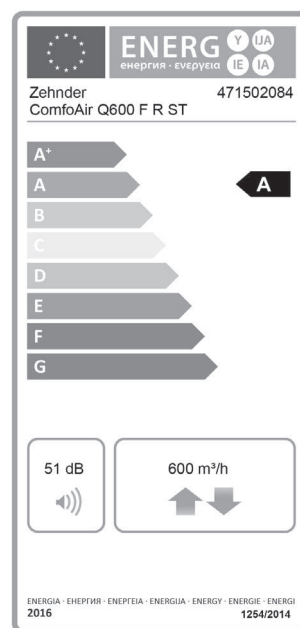 ENERG Y IJA
енергия · ενεργεια IE IA
Zehnder 471502084
ComfoAir Q600 F R ST
A+
A A
B
C
D
E
F
G
51 dB 600 m³/h
ENERGIA · ЕНЕРГИЯ · ΕΝΕΡΓΕΙΑ · ENERGIJA · ENERGY · ENERGIE · ENERGI
2016 1254/2014